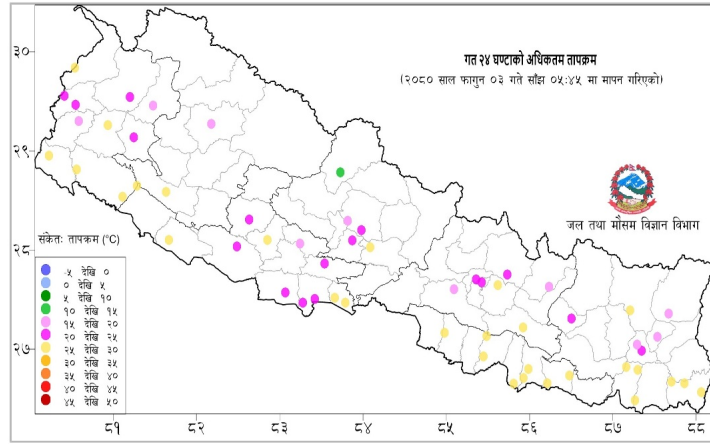 गत २४ घण्टाको अधिकतम तापक्रम
(२०८० साल फागुन ०३ गते साँझ ०५:४५ मा मापन गरिएको)
३०
२९
२८
२७
जल तथा मौसम विज्ञान विभाग
संकेतः तापक्रम (°C)
-५ देखि ०
० देखि ५
५ देखि १०
१० देखि १५
१५ देखि २०
२० देखि २५
२५ देखि ३०
३० देखि ३५
३५ देखि ४०
४० देखि ४५
४५ देखि ५०
८१ ८२ ८३ ८४ ८५ ८६ ८७ ८८